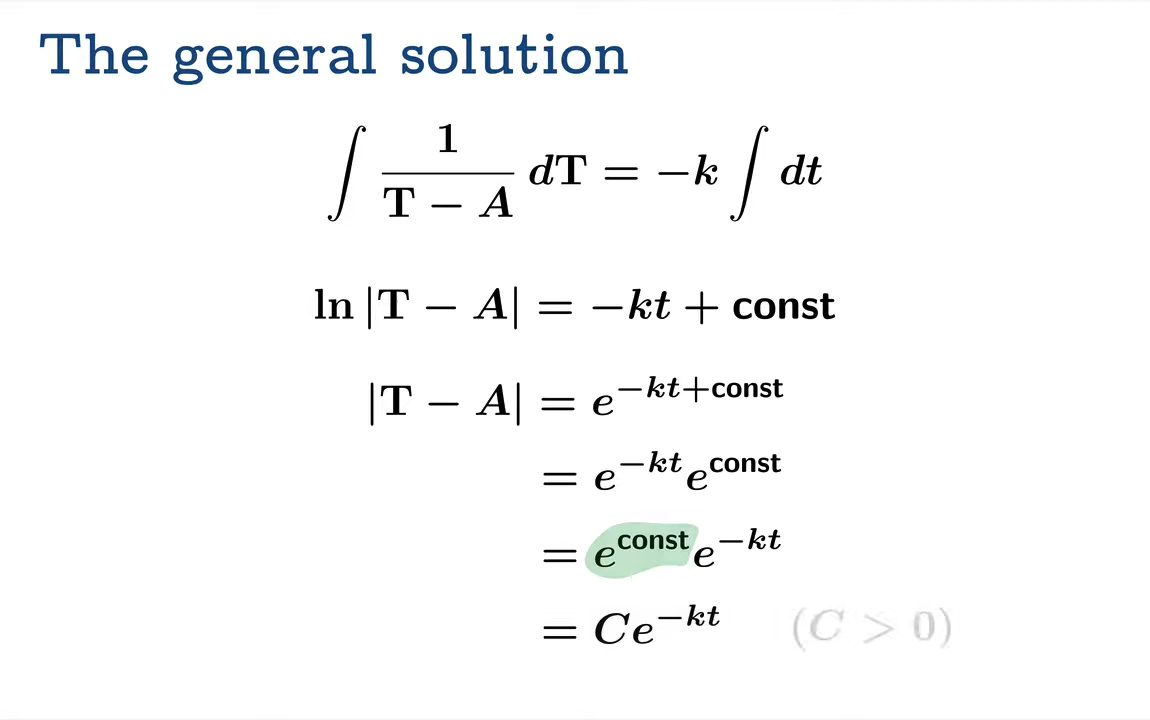 The general solution
∫ 1/(T − A) dT = −k ∫ dt
ln |T − A| = −kt + const
|T − A| = e^{−kt+const}
= e^{−kt} e^{const}
= e^{const} e^{−kt}
= Ce^{−kt} (C > 0)